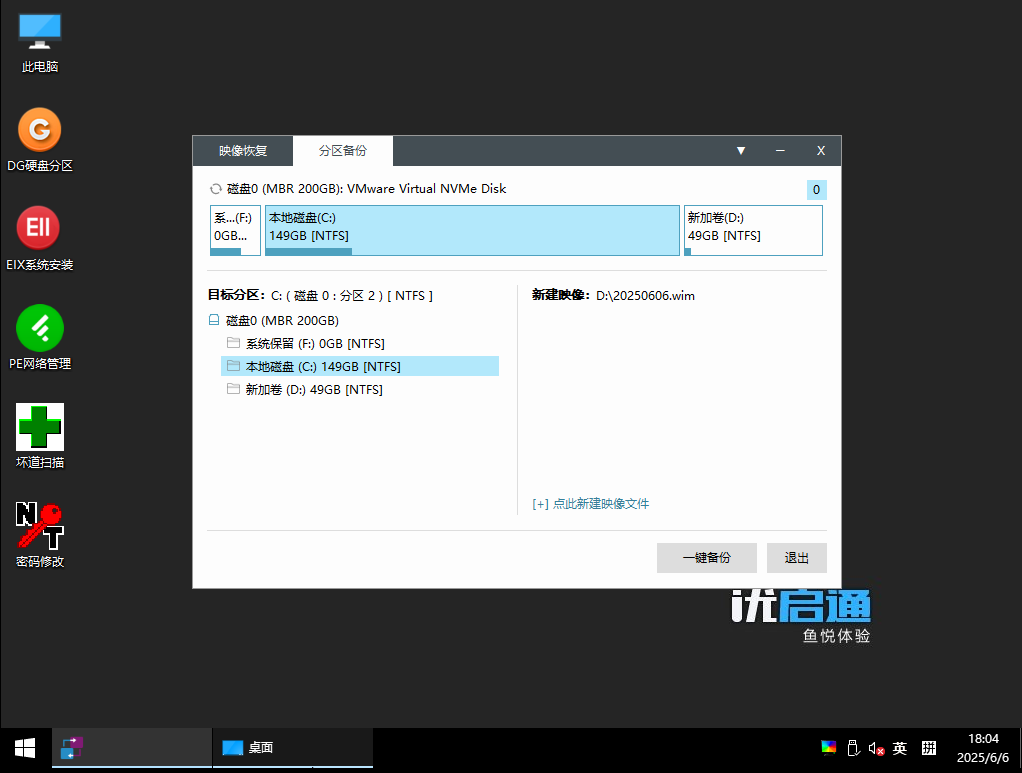 此电脑
DG硬盘分区
EII
EIX系统安装
PE网络管理
坏道扫描
NT
密码修改
映像恢复
分区备份
▼
—
X
磁盘0 (MBR 200GB): VMware Virtual NVMe Disk
0
系...(F:)
0GB...
本地磁盘(C:)
149GB [NTFS]
新加卷(D:)
49GB [NTFS]
目标分区：C: ( 磁盘 0 : 分区 2 ) [ NTFS ]
磁盘0 (MBR 200GB)
系统保留 (F:) 0GB [NTFS]
本地磁盘 (C:) 149GB [NTFS]
新加卷 (D:) 49GB [NTFS]
新建映像：D:\20250606.wim
[+] 点此新建映像文件
一键备份
退出
优启通
鱼悦体验
桌面
英
拼
18:04
2025/6/6